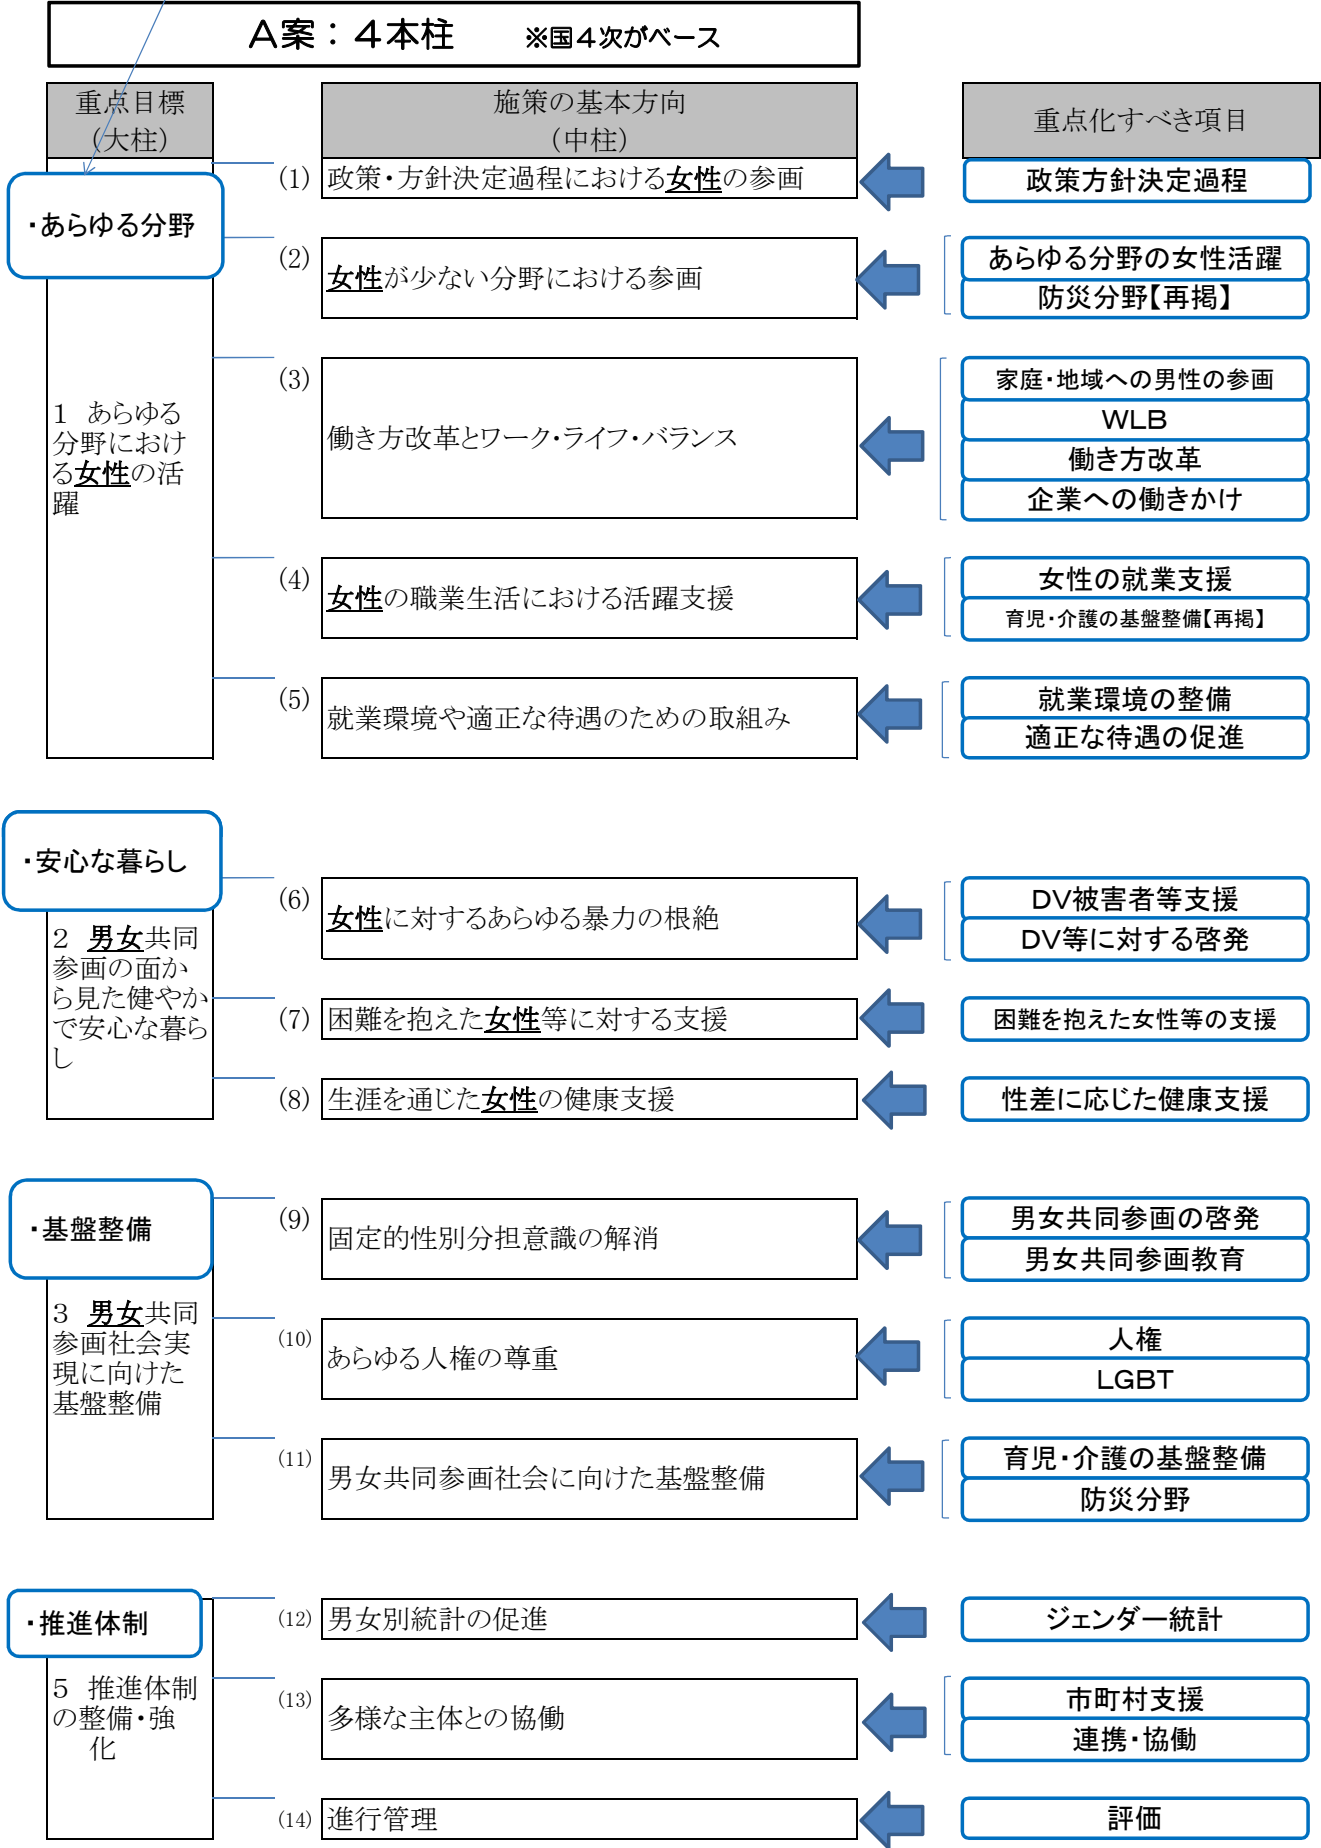 A案：４本柱　※国４次がベース
重点目標
（大柱）
施策の基本方向
（中柱）
重点化すべき項目
・あらゆる分野
１　あらゆる
分野におけ
る女性の活
躍
(1) 政策・方針決定過程における女性の参画
政策方針決定過程
(2) 女性が少ない分野における参画
あらゆる分野の女性活躍
防災分野【再掲】
(3) 働き方改革とワーク・ライフ・バランス
家庭・地域への男性の参画
WLB
働き方改革
企業への働きかけ
(4) 女性の職業生活における活躍支援
女性の就業支援
育児・介護の基盤整備【再掲】
(5) 就業環境や適正な待遇のための取組み
就業環境の整備
適正な待遇の促進
・安心な暮らし
２　男女共同
参画の面か
ら見た健やか
で安心な暮ら
し
(6) 女性に対するあらゆる暴力の根絶
DV被害者等支援
DV等に対する啓発
(7) 困難を抱えた女性等に対する支援
困難を抱えた女性等の支援
(8) 生涯を通じた女性の健康支援
性差に応じた健康支援
・基盤整備
３　男女共同
参画社会実
現に向けた
基盤整備
(9) 固定的性別分担意識の解消
男女共同参画の啓発
男女共同参画教育
(10) あらゆる人権の尊重
人権
LGBT
(11) 男女共同参画社会に向けた基盤整備
育児・介護の基盤整備
防災分野
・推進体制
５　推進体制
の整備・強
化
(12) 男女別統計の促進
ジェンダー統計
(13) 多様な主体との協働
市町村支援
連携・協働
(14) 進行管理
評価